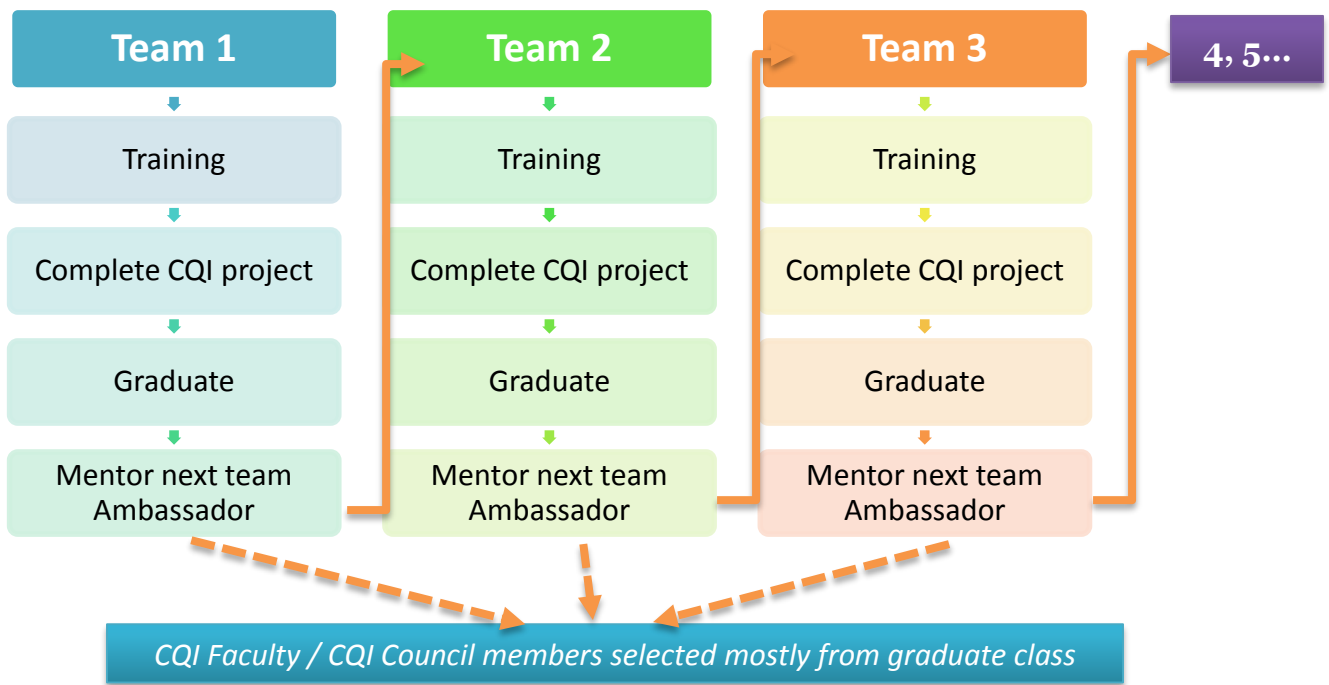 Team 1
Training
Complete CQI project
Graduate
Mentor next team
Ambassador
Team 2
Training
Complete CQI project
Graduate
Mentor next team
Ambassador
Team 3
Training
Complete CQI project
Graduate
Mentor next team
Ambassador
4, 5...
CQI Faculty / CQI Council members selected mostly from graduate class